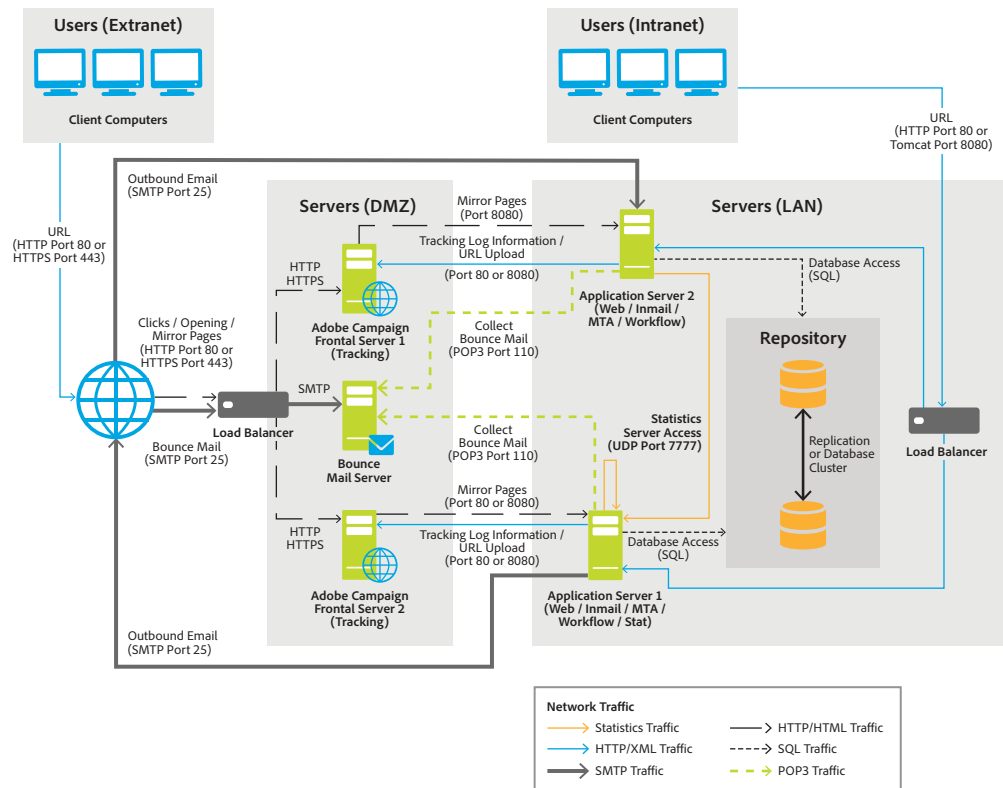 Users (Extranet)
Client Computers
Users (Intranet)
Client Computers
URL
(HTTP Port 80 or
Tomcat Port 8080)
Outbound Email
(SMTP Port 25)
URL
(HTTP Port 80 or
HTTPS Port 443)
Servers (DMZ)
Mirror Pages
(Port 8080)
Servers (LAN)
Tracking Log Information /
URL Upload
(Port 80 or 8080)
HTTP
HTTPS
Database Access
(SQL)
Adobe Campaign
Frontal Server 1
(Tracking)
Application Server 2
(Web / Inmail /
MTA / Workflow)
Clicks / Opening /
Mirror Pages
(HTTP Port 80 or
HTTPS Port 443)
Collect
Bounce Mail
(POP3 Port 110)
Repository
SMTP
Load Balancer
Bounce Mail
(SMTP Port 25)
Bounce
Mail Server
Collect
Bounce Mail
(POP3 Port 110)
Statistics
Server Access
(UDP Port 7777)
Replication
or Database
Cluster
Load Balancer
Mirror Pages
(Port 80 or 8080)
HTTP
HTTPS
Tracking Log Information /
URL Upload
(Port 80 or 8080)
Database Access
(SQL)
Adobe Campaign
Frontal Server 2
(Tracking)
Application Server 1
(Web / Inmail / MTA /
Workflow / Stat)
Outbound Email
(SMTP Port 25)
Network Traffic
Statistics Traffic
HTTP/HTML Traffic
HTTP/XML Traffic
SQL Traffic
SMTP Traffic
POP3 Traffic